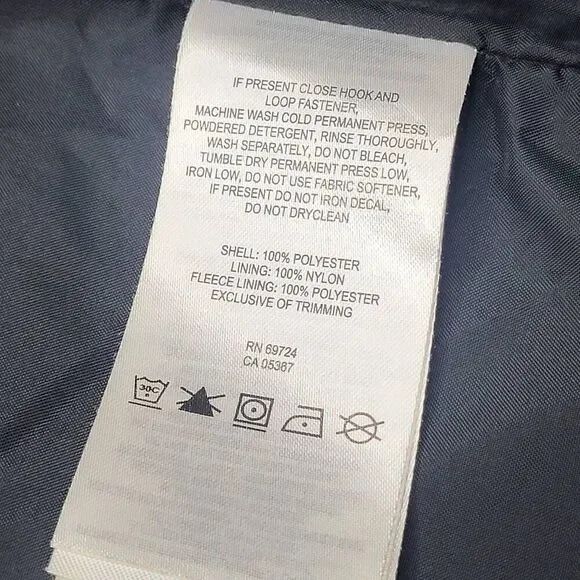 IF PRESENT CLOSE HOOK AND
LOOP FASTENER,
MACHINE WASH COLD PERMANENT PRESS,
POWDERED DETERGENT, RINSE THOROUGHLY,
WASH SEPARATELY, DO NOT BLEACH,
TUMBLE DRY PERMANENT PRESS LOW,
IRON LOW, DO NOT USE FABRIC SOFTENER,
IF PRESENT DO NOT IRON DECAL,
DO NOT DRYCLEAN
SHELL: 100% POLYESTER
LINING: 100% NYLON
FLEECE LINING: 100% POLYESTER
EXCLUSIVE OF TRIMMING
RN 69724
CA 05367
30C